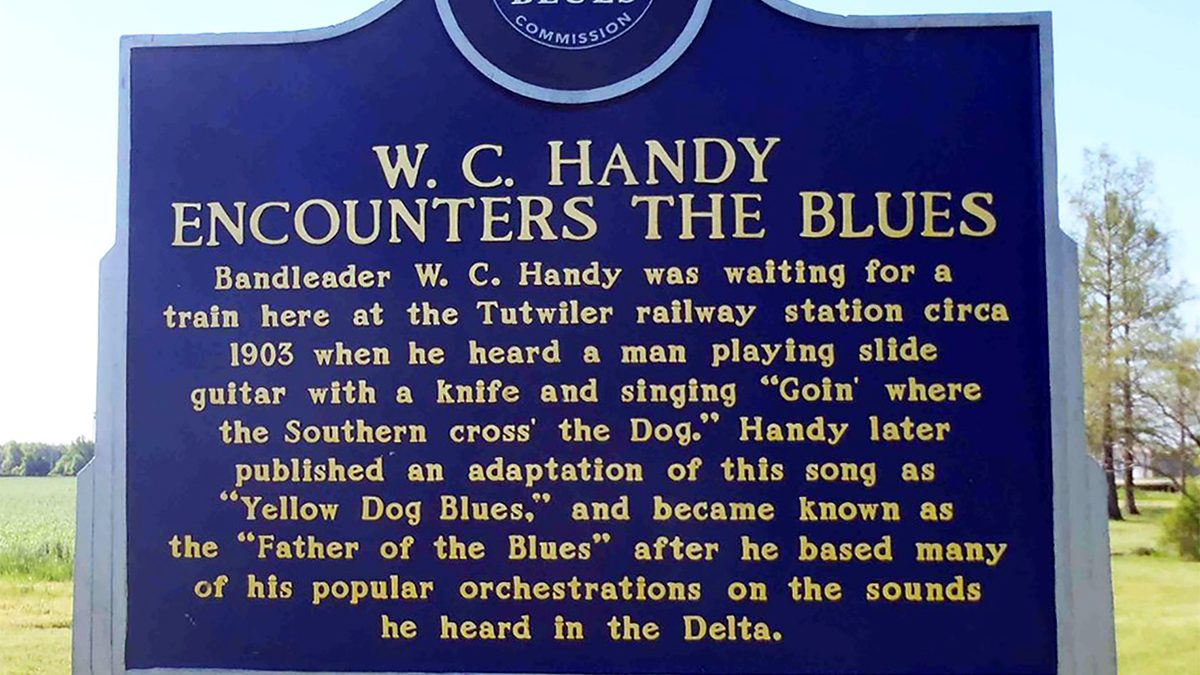 BLUES
COMMISSION
W. C. HANDY
ENCOUNTERS THE BLUES
Bandleader W. C. Handy was waiting for a
train here at the Tutwiler railway station circa
1903 when he heard a man playing slide
guitar with a knife and singing “Goin' where
the Southern cross' the Dog.” Handy later
published an adaptation of this song as
“Yellow Dog Blues,” and became known as
the “Father of the Blues” after he based many
of his popular orchestrations on the sounds
he heard in the Delta.